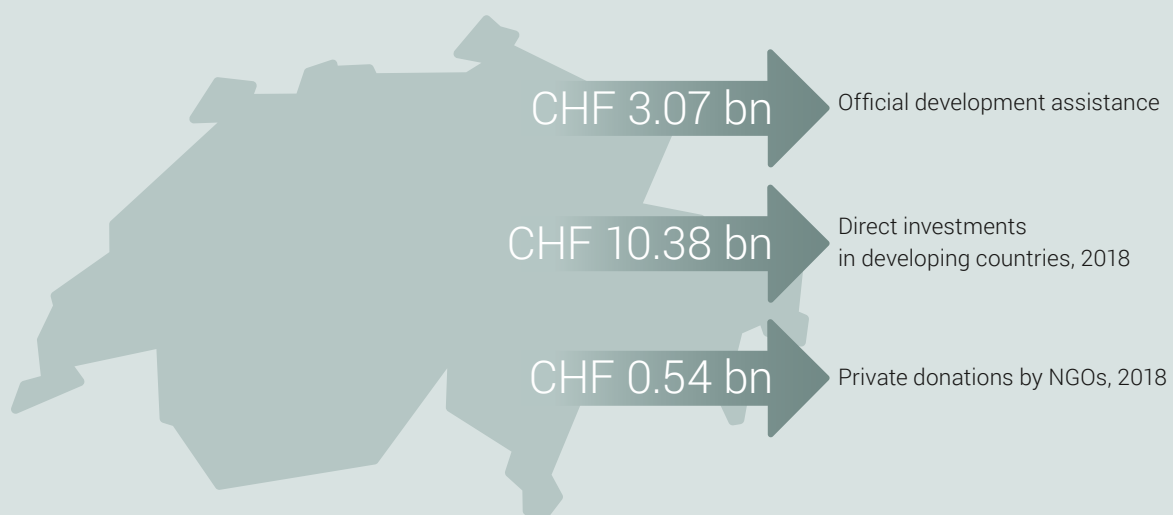 CHF 3.07 bn
Official development assistance
CHF 10.38 bn
Direct investments
in developing countries, 2018
CHF 0.54 bn
Private donations by NGOs, 2018